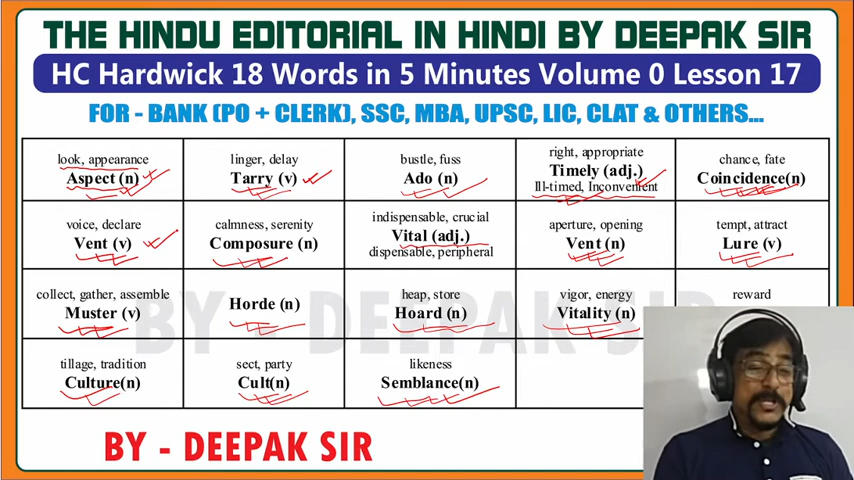 THE HINDU EDITORIAL IN HINDI BY DEEPAK SIR
HC Hardwick 18 Words in 5 Minutes Volume 0 Lesson 17
FOR - BANK (PO + CLERK), SSC, MBA, UPSC, LIC, CLAT & OTHERS...
look, appearance
Aspect (n)
linger, delay
Tarry (v)
bustle, fuss
Ado (n)
right, appropriate
Timely (adj.)
Ill-timed, Inconvenient
chance, fate
Coincidence(n)
voice, declare
Vent (v)
calmness, serenity
Composure (n)
indispensable, crucial
Vital (adj.)
dispensable, peripheral
aperture, opening
Vent (n)
tempt, attract
Lure (v)
collect, gather, assemble
Muster (v)
Horde (n)
heap, store
Hoard (n)
vigor, energy
Vitality (n)
reward
tillage, tradition
Culture(n)
sect, party
Cult(n)
likeness
Semblance(n)
BY - DEEPAK SIR
BY - DEEPAK SIR